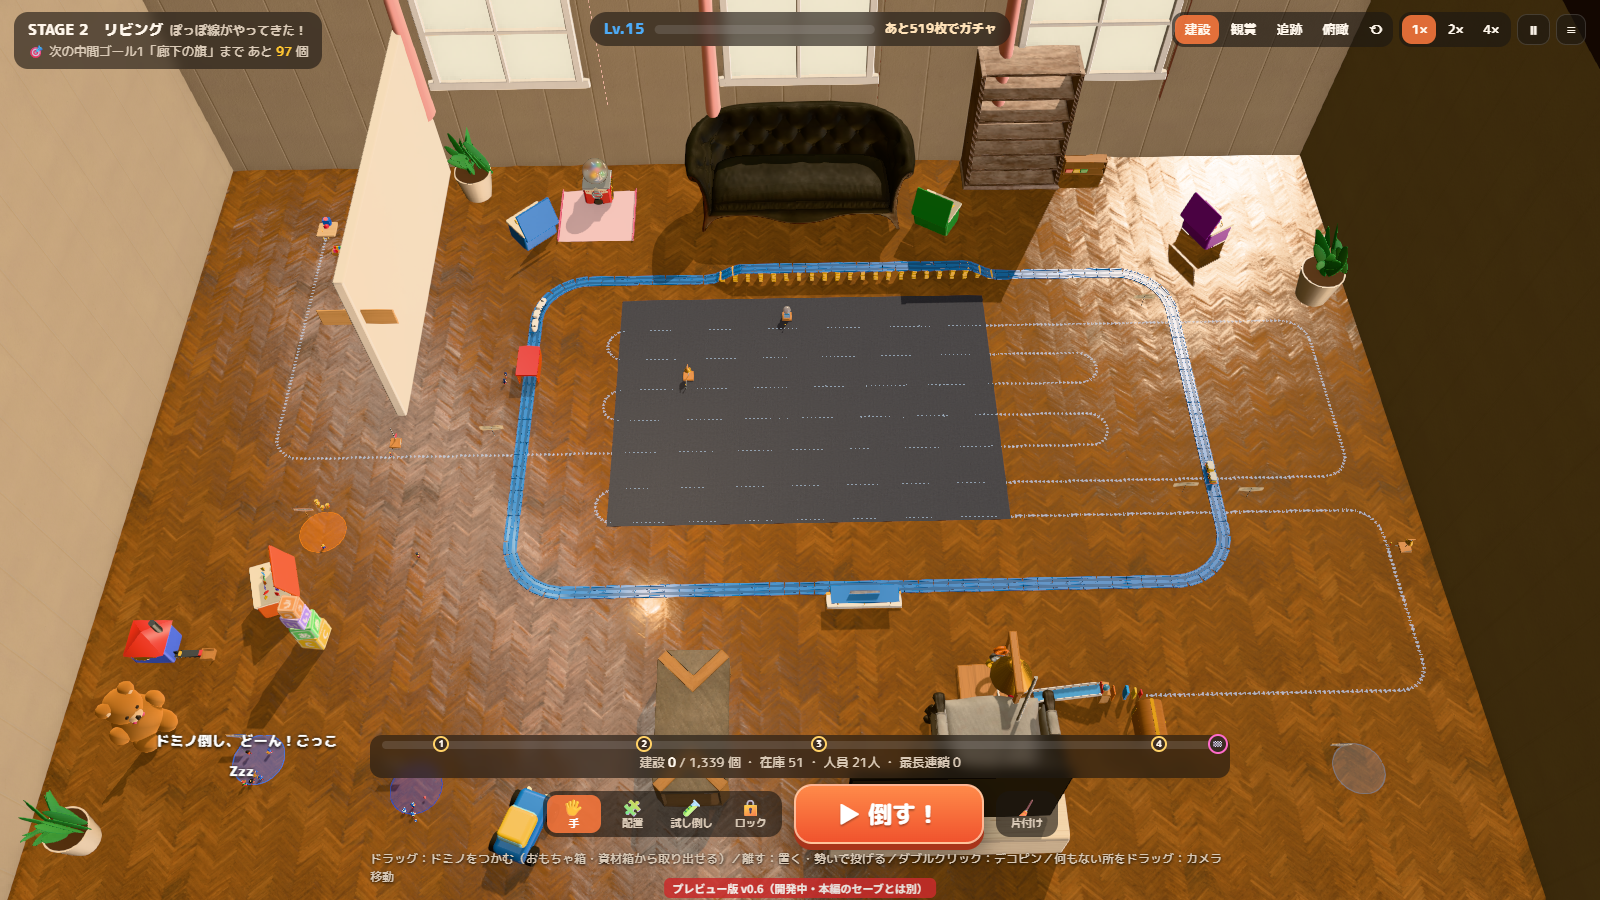 STAGE 2 リビング ぽっぽ線がやってきた!
🎯 次の中間ゴール1「廊下の旗」まで あと 97 個
Lv.15 あと519枚でガチャ
建設 観賞 追跡 俯瞰 ⟲ 1× 2× 4× ⏸ ≡
ドミノ倒し、どーん!ごっこ
Zzz
1 2 3 4
建設 0 / 1,339 個 ・ 在庫 51 ・ 人員 21人 ・ 最長連鎖 0
手 配置 試し倒し ロック ▶ 倒す! 片付け
ドラッグ:ドミノをつかむ(おもちゃ箱・資材箱から取り出せる)/離す:置く・勢いで投げる/ダブルクリック:デコピン/何もない所をドラッグ:カメラ
移動
プレビュー版 v0.6(開発中・本編のセーブとは別)